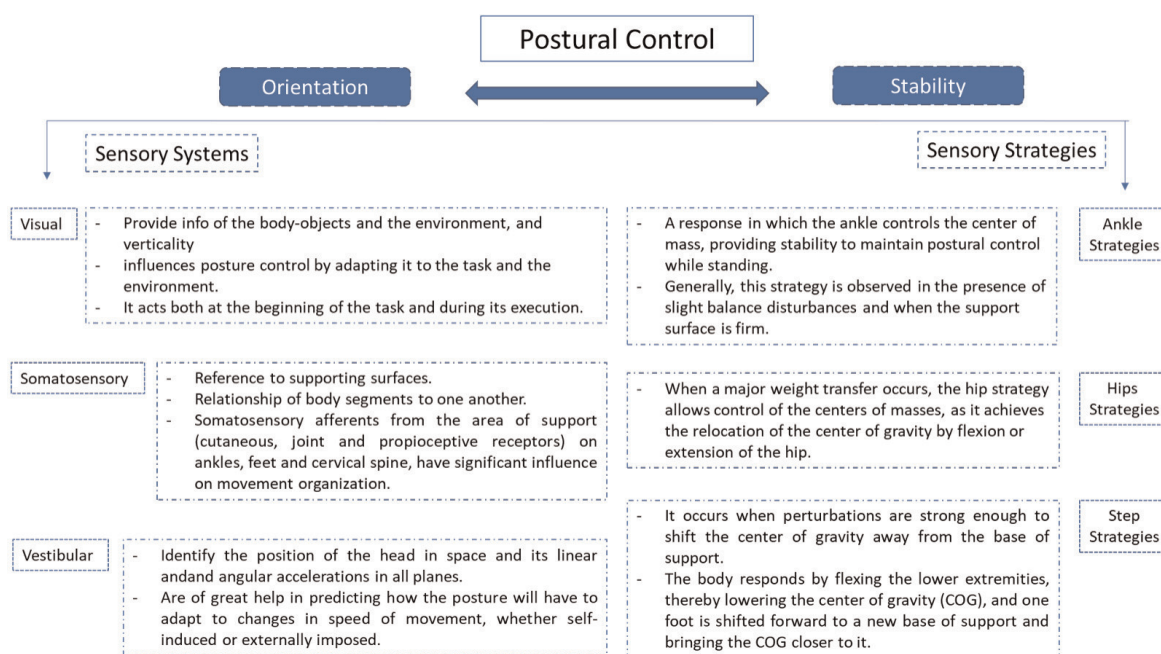 Postural Control
Orientation
Stability
Sensory Systems
Sensory Strategies
Visual
- Provide info of the body-objects and the environment, and
verticality
- influences posture control by adapting it to the task and the
environment.
- It acts both at the beginning of the task and during its execution.
- A response in which the ankle controls the center of
mass, providing stability to maintain postural control
while standing.
- Generally, this strategy is observed in the presence of
slight balance disturbances and when the support
surface is firm.
Ankle
Strategies
Somatosensory
- Reference to supporting surfaces.
- Relationship of body segments to one another.
- Somatosensory afferents from the area of support
(cutaneous, joint and propioceptive receptors) on
ankles, feet and cervical spine, have significant influence
on movement organization.
- When a major weight transfer occurs, the hip strategy
allows control of the centers of masses, as it achieves
the relocation of the center of gravity by flexion or
extension of the hip.
Hips
Strategies
Vestibular
- Identify the position of the head in space and its linear
andand angular accelerations in all planes.
- Are of great help in predicting how the posture will have to
adapt to changes in speed of movement, whether self-
induced or externally imposed.
- It occurs when perturbations are strong enough to
shift the center of gravity away from the base of
support.
- The body responds by flexing the lower extremities,
thereby lowering the center of gravity (COG), and one
foot is shifted forward to a new base of support and
bringing the COG closer to it.
Step
Strategies